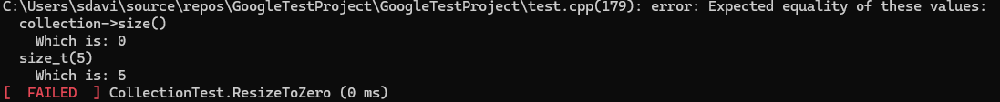 C:\Users\sdavi\source\repos\GoogleTestProject\GoogleTestProject\test.cpp(179): error: Expected equality of these values:
  collection->size()
    Which is: 0
  size_t(5)
    Which is: 5
[  FAILED  ] CollectionTest.ResizeToZero (0 ms)